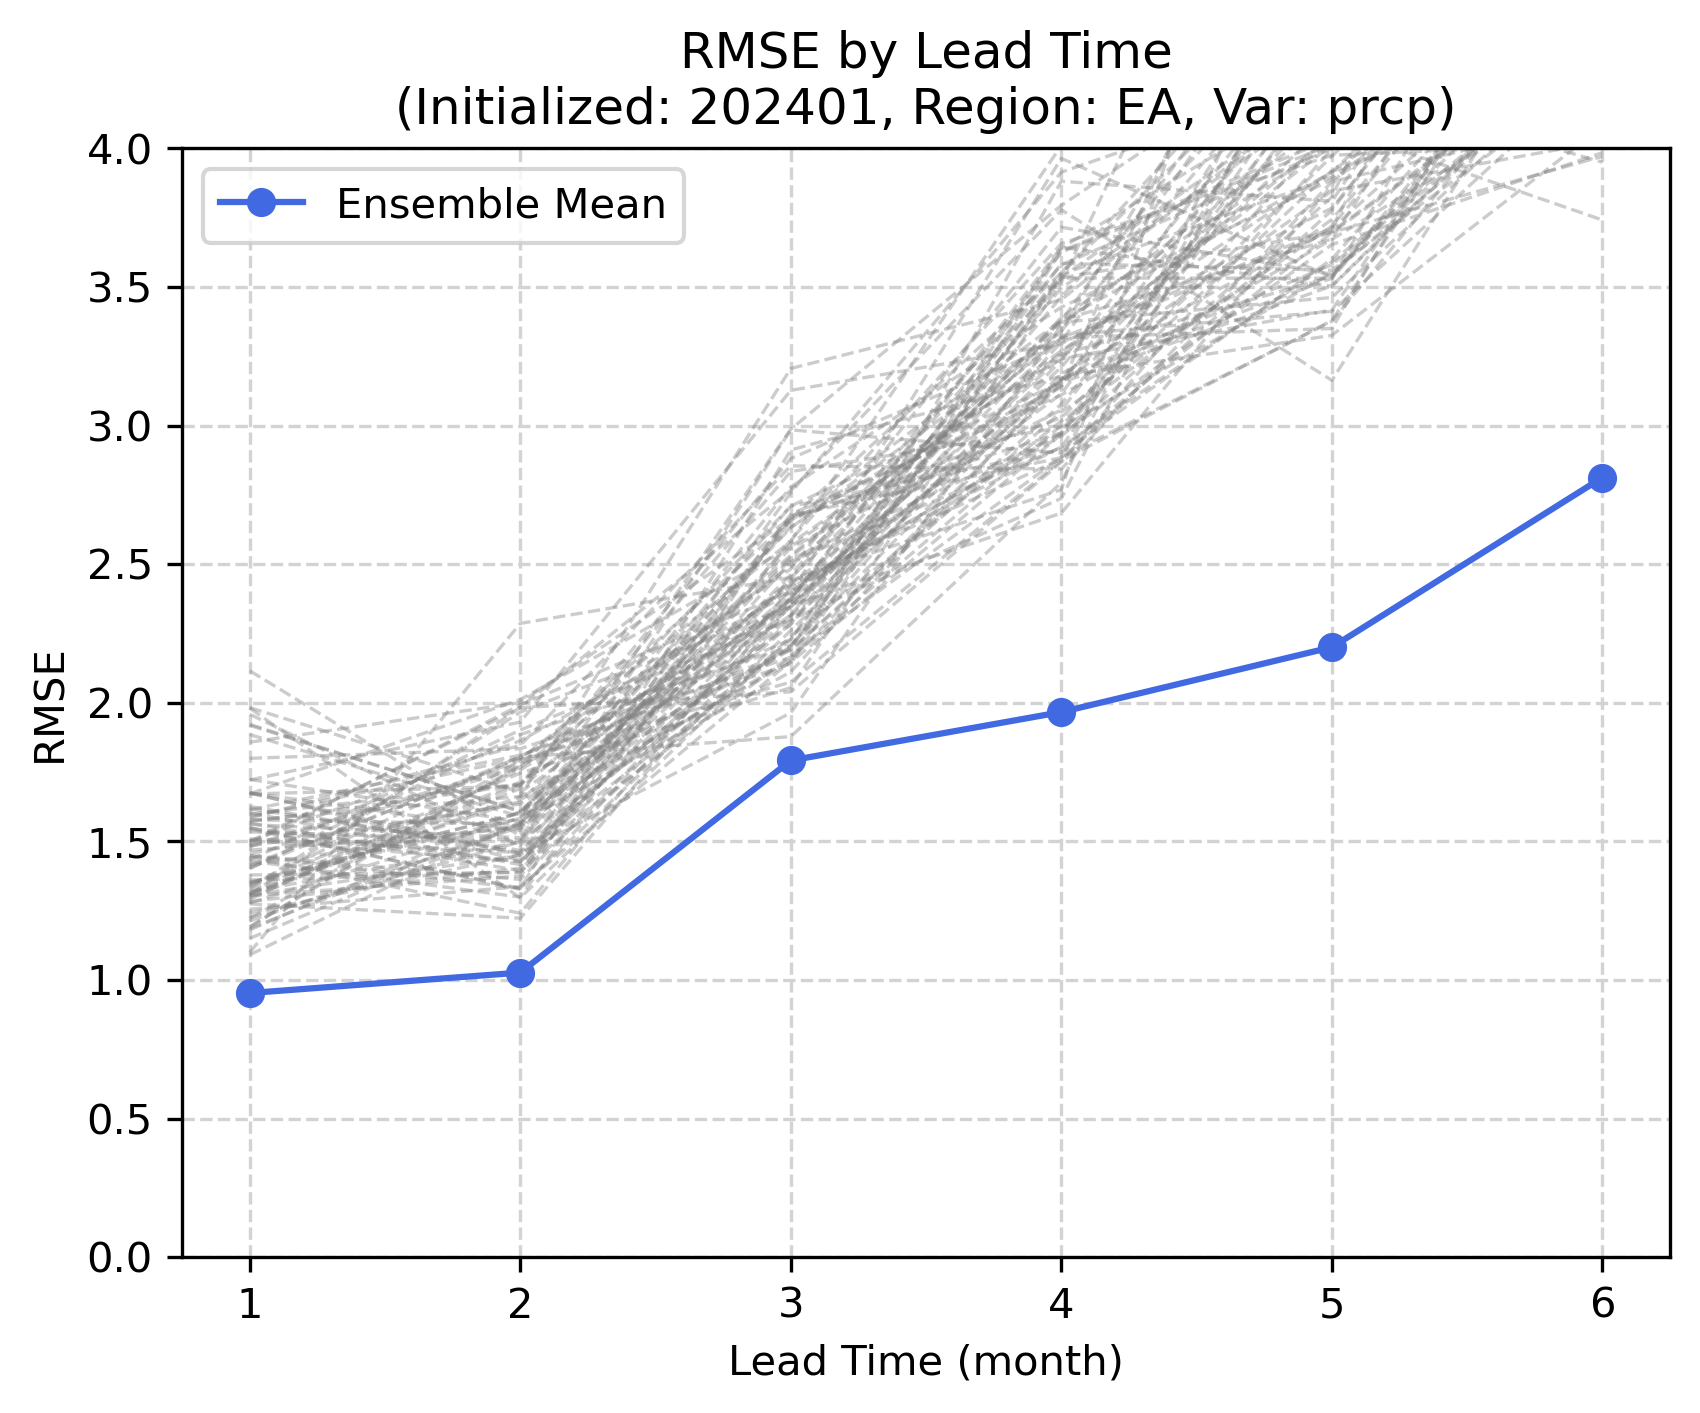 RMSE by Lead Time
(Initialized: 202401, Region: EA, Var: prcp)
Ensemble Mean
4.0
3.5
3.0
2.5
2.0
1.5
1.0
0.5
0.0
RMSE
1 2 3 4 5 6
Lead Time (month)